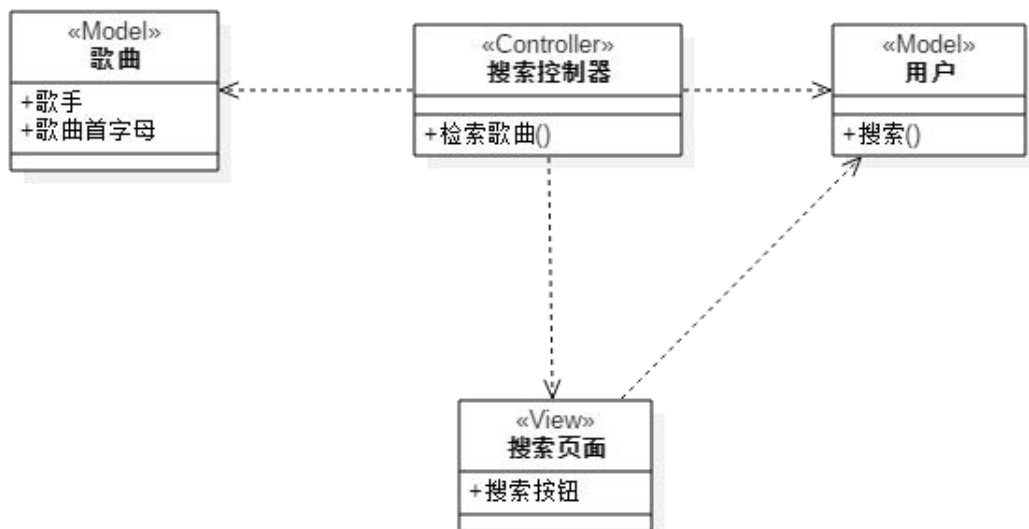 «Model»
歌曲
+歌手
+歌曲首字母
«Controller»
搜索控制器
+检索歌曲()
«Model»
用户
+搜索()
«View»
搜索页面
+搜索按钮